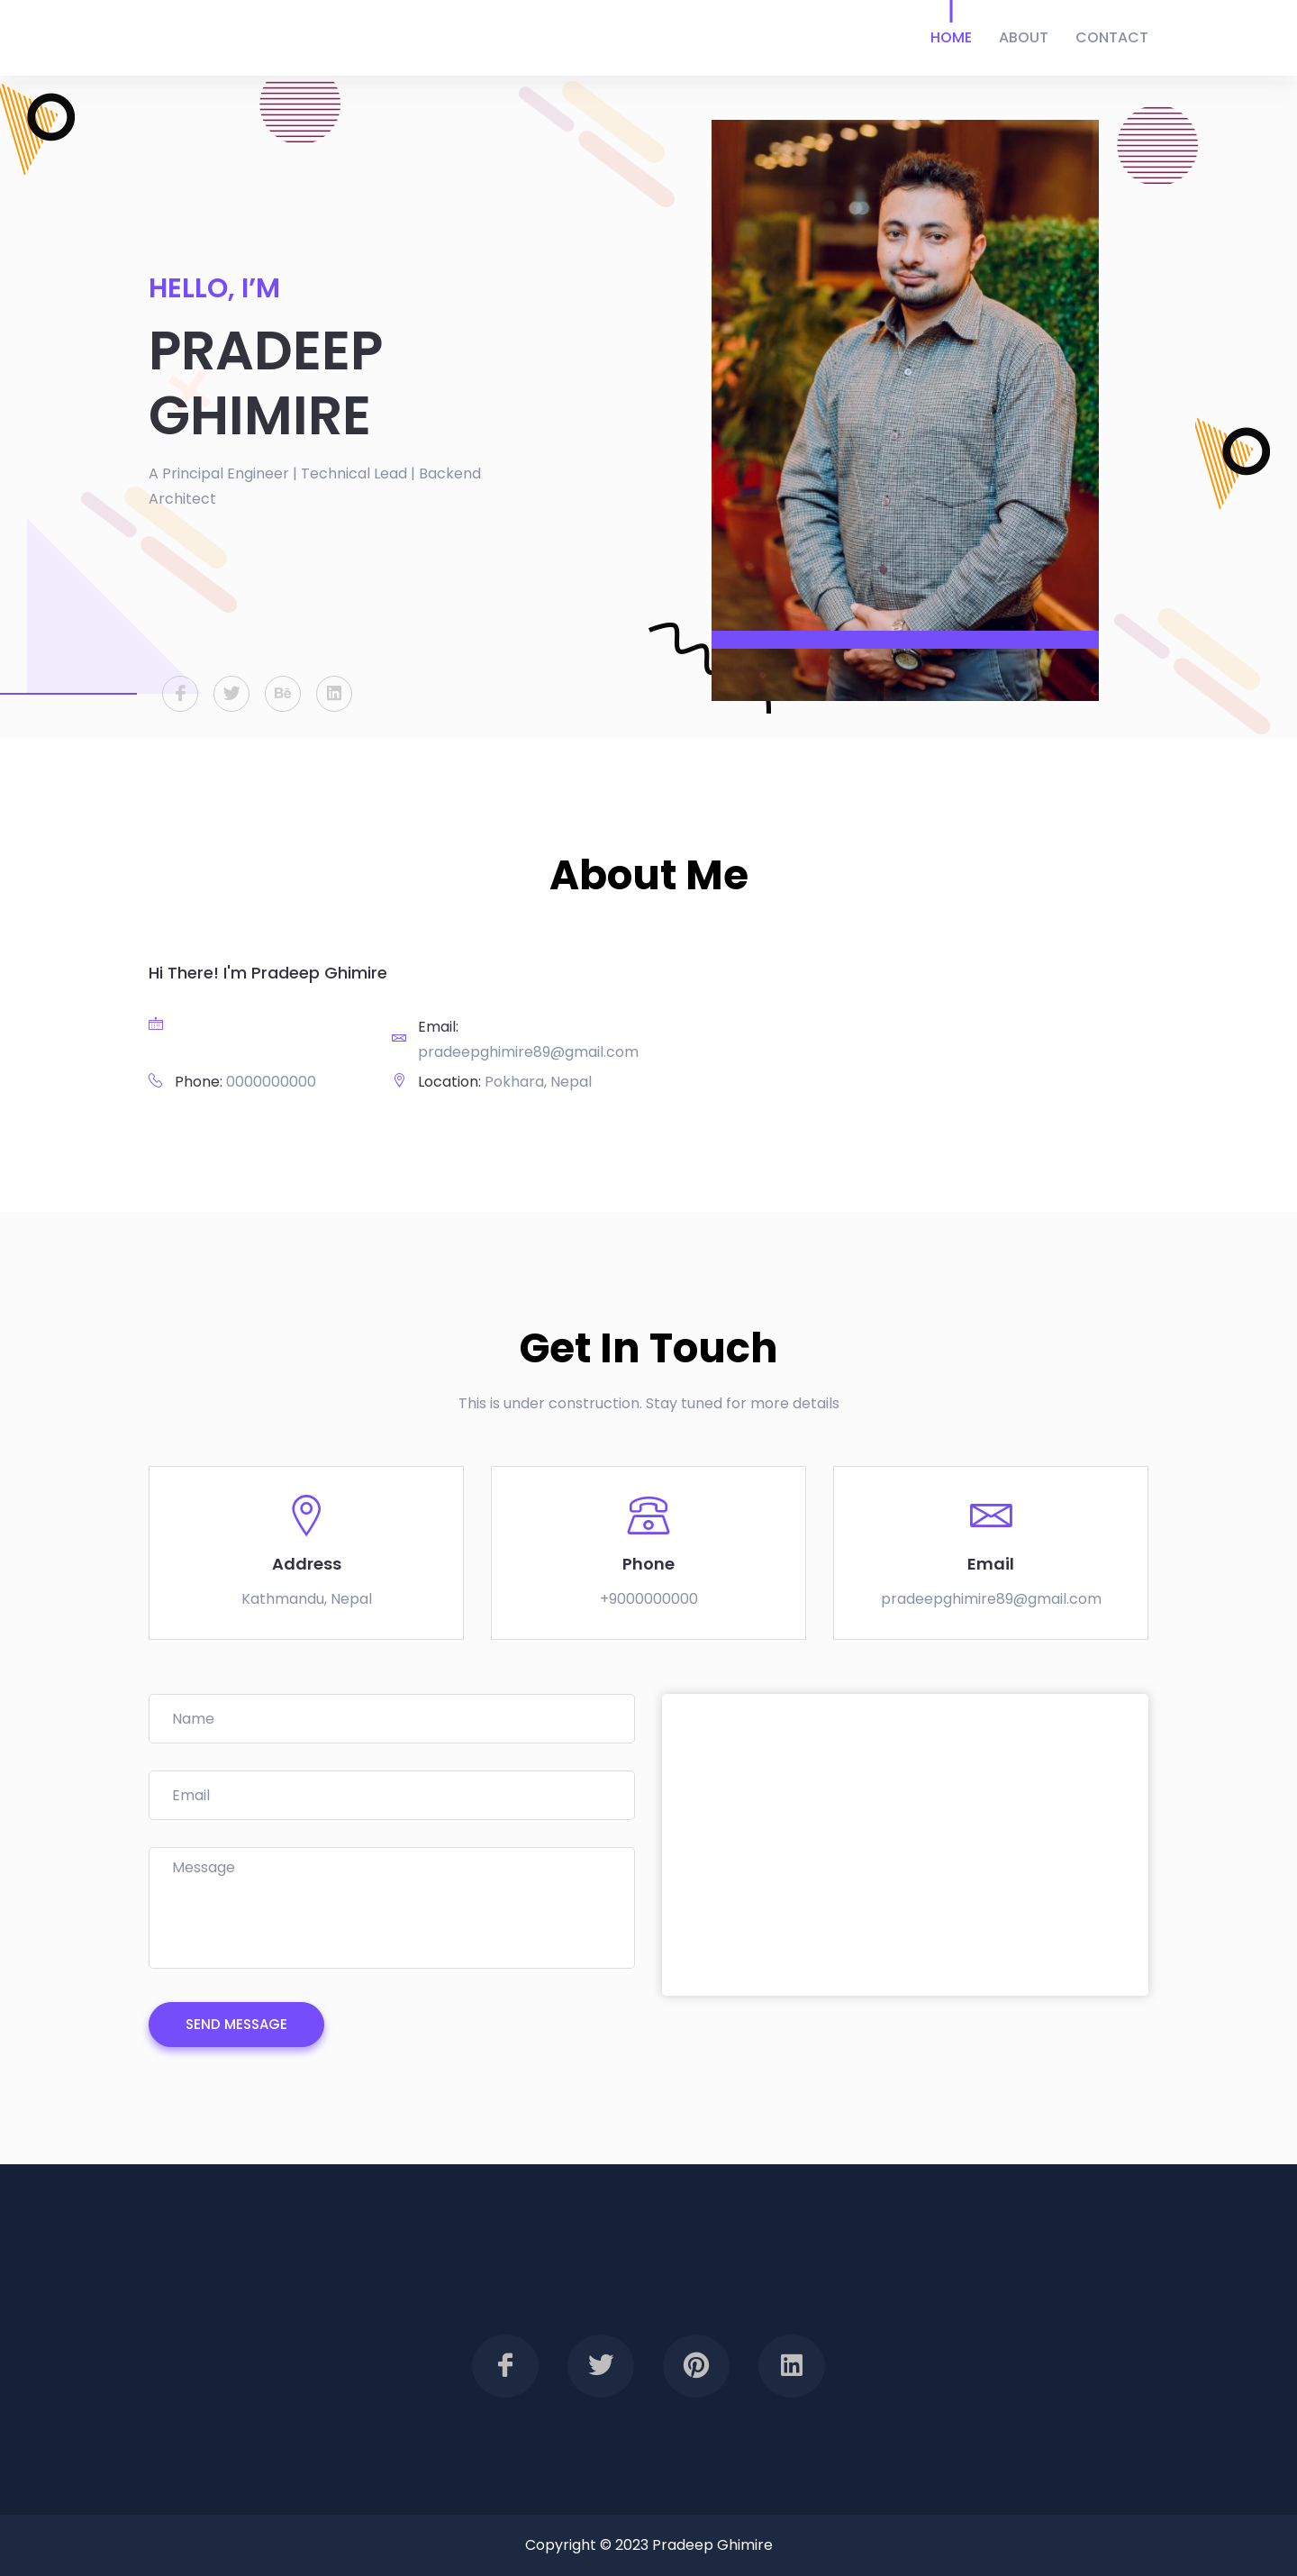 HOME ABOUT CONTACT
HELLO, I’M
PRADEEP
GHIMIRE
A Principal Engineer | Technical Lead | Backend
Architect
Bē
About Me
Hi There! I'm Pradeep Ghimire
Email:
pradeepghimire89@gmail.com
Phone: 0000000000
Location: Pokhara, Nepal
Get In Touch
This is under construction. Stay tuned for more details
Address
Kathmandu, Nepal
Phone
+9000000000
Email
pradeepghimire89@gmail.com
Name
Email
Message
SEND MESSAGE
Copyright © 2023 Pradeep Ghimire